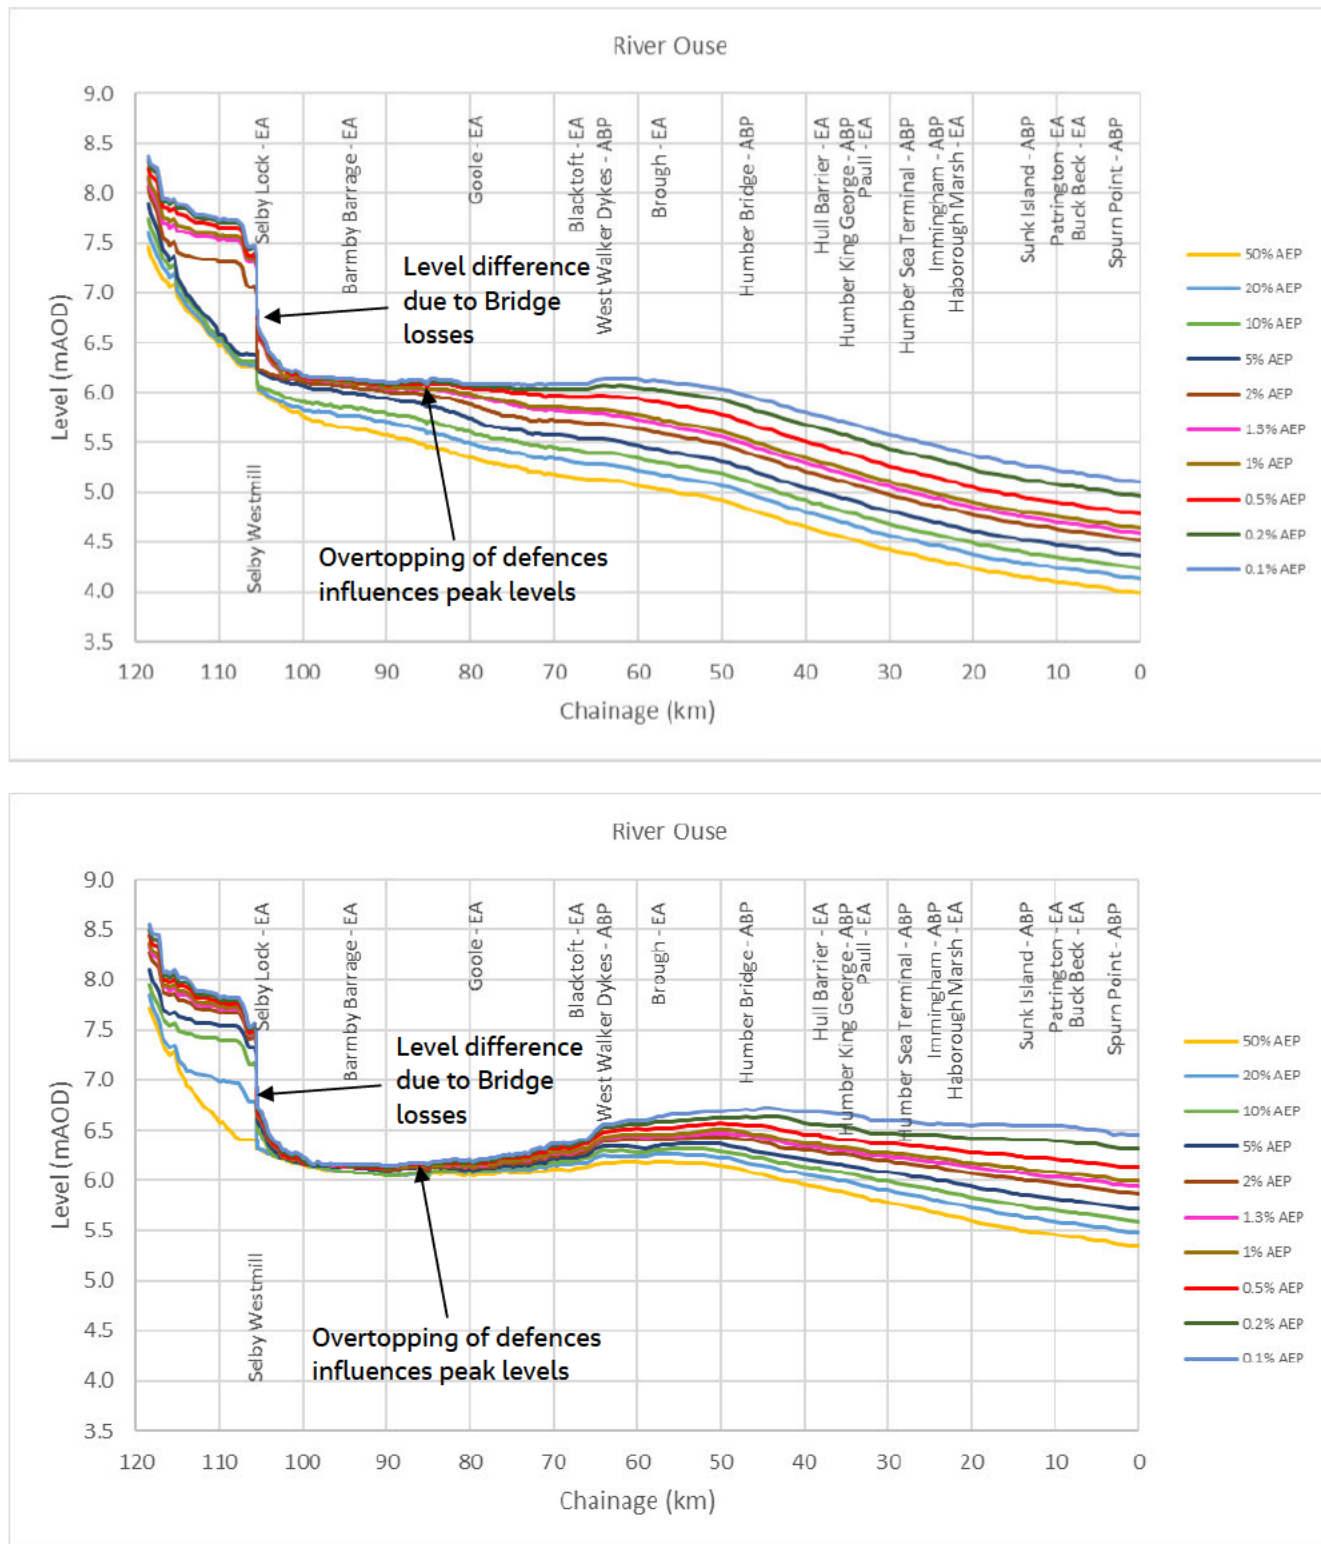 River Ouse
9.0
8.5
8.0
7.5
7.0
6.5
6.0
5.5
5.0
4.5
4.0
3.5
Level (mAOD)
120 110 100 90 80 70 60 50 40 30 20 10 0
Chainage (km)
Selby Westmill
Selby Lock - EA
Barmby Barrage - EA
Goole - EA
Blacktoft - EA
West Walker Dykes - ABP
Brough - EA
Humber Bridge - ABP
Hull Barrier - EA
Humber King George - ABP
Paull - EA
Humber Sea Terminal - ABP
Immingham - ABP
Haborough Marsh - EA
Sunk Island - ABP
Patrington - EA
Buck Beck - EA
Spurn Point - ABP
Level difference
due to Bridge
losses
Overtopping of defences
influences peak levels
50% AEP
20% AEP
10% AEP
5% AEP
2% AEP
1.3% AEP
1% AEP
0.5% AEP
0.2% AEP
0.1% AEP
River Ouse
9.0
8.5
8.0
7.5
7.0
6.5
6.0
5.5
5.0
4.5
4.0
3.5
Level (mAOD)
120 110 100 90 80 70 60 50 40 30 20 10 0
Chainage (km)
Selby Westmill
Selby Lock - EA
Barmby Barrage - EA
Goole - EA
Blacktoft - EA
West Walker Dykes - ABP
Brough - EA
Humber Bridge - ABP
Hull Barrier - EA
Humber King George - ABP
Paull - EA
Humber Sea Terminal - ABP
Immingham - ABP
Haborough Marsh - EA
Sunk Island - ABP
Patrington - EA
Buck Beck - EA
Spurn Point - ABP
Level difference
due to Bridge
losses
Overtopping of defences
influences peak levels
50% AEP
20% AEP
10% AEP
5% AEP
2% AEP
1.3% AEP
1% AEP
0.5% AEP
0.2% AEP
0.1% AEP